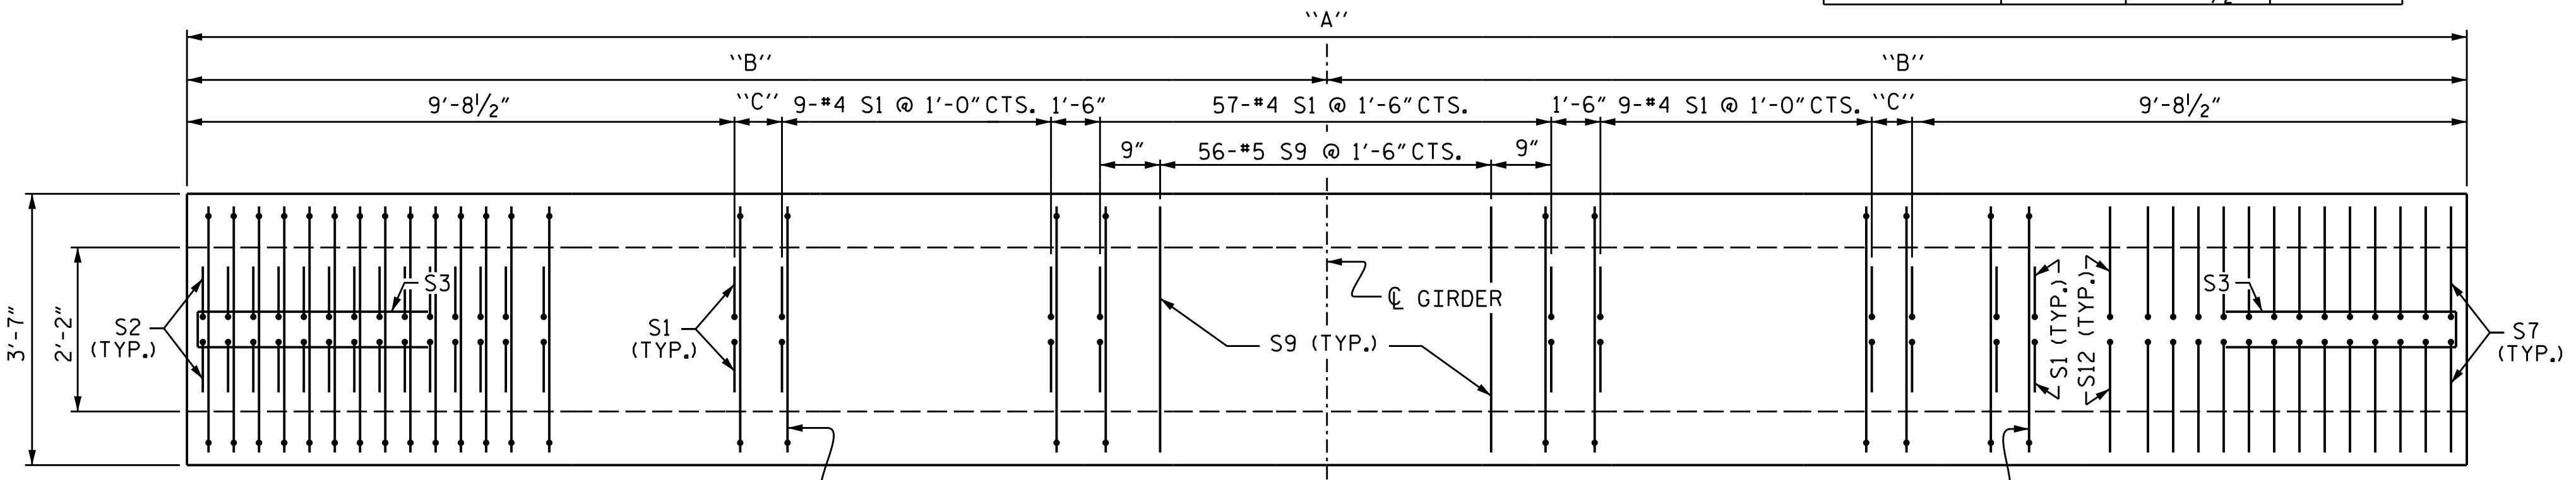 ``A''
``B'' ``B''
9'-8½" ``C'' 9-#4 S1 @ 1'-0" CTS. 1'-6" 57-#4 S1 @ 1'-6" CTS. 1'-6" 9-#4 S1 @ 1'-0" CTS. ``C'' 9'-8½"
9" 56-#5 S9 @ 1'-6" CTS. 9"
3'-7"
2'-2"
S2
(TYP.)
S3
S1
(TYP.)
S9 (TYP.)
℄ GIRDER
S1 (TYP.)
S12 (TYP.)
S3
S7
(TYP.)